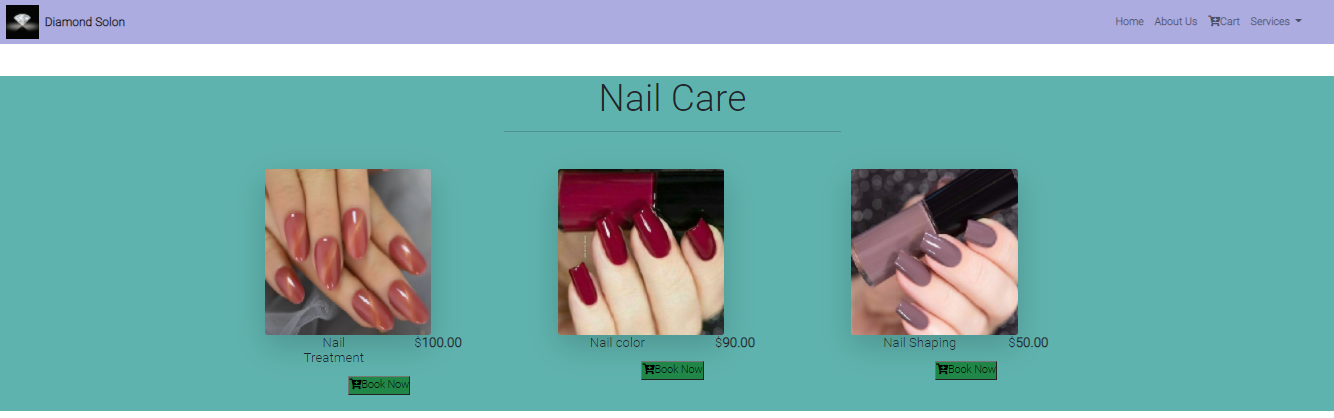 Diamond Solon
Home About Us Cart Services
Nail Care
Nail Treatment $100.00
Nail color $90.00
Nail Shaping $50.00
Book Now
Book Now
Book Now